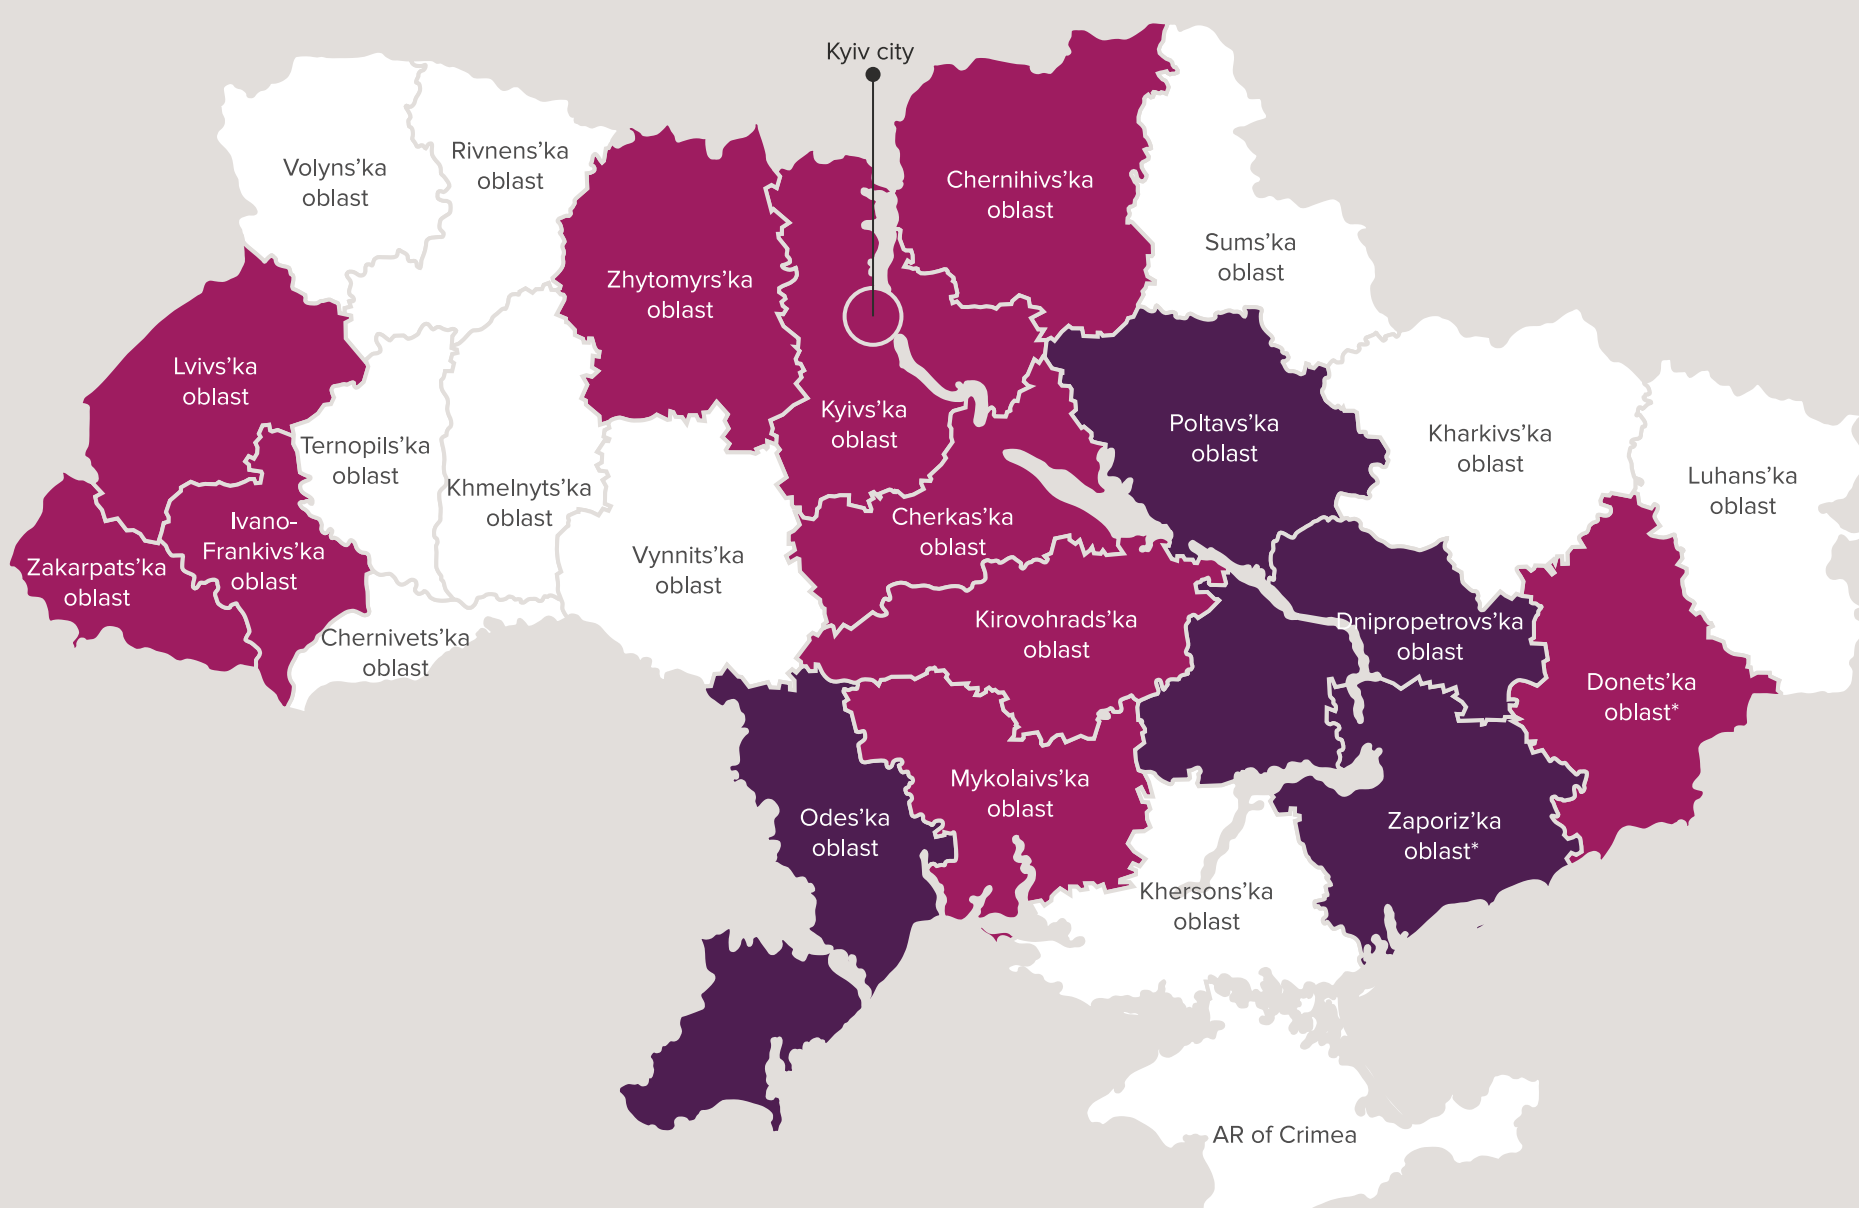 Kyiv city
Volyns’ka
oblast
Rivnens’ka
oblast
Zhytomyrs’ka
oblast
Chernihivs’ka
oblast
Sums’ka
oblast
Lvivs’ka
oblast
Ternopils’ka
oblast
Khmelnyts’ka
oblast
Kyivs’ka
oblast
Poltavs’ka
oblast
Kharkivs’ka
oblast
Luhans’ka
oblast
Zakarpats’ka
oblast
Ivano-
Frankivs’ka
oblast
Chernivets’ka
oblast
Vynnits’ka
oblast
Cherkas’ka
oblast
Kirovohrads’ka
oblast
Dnipropetrovs’ka
oblast
Donets’ka
oblast*
Odes’ka
oblast
Mykolaivs’ka
oblast
Zaporiz’ka
oblast*
Khersons’ka
oblast
AR of Crimea